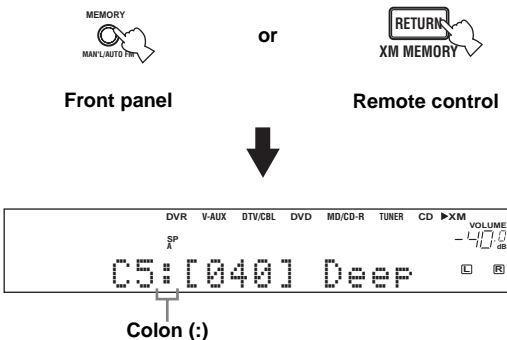 MEMORY
MAN'L/AUTO FM
Front panel
or
RETURN
XM MEMORY
Remote control
DVR V-AUX DTV/CBL DVD MD/CD-R TUNER CD ▶XM
VOLUME
SP
A
-40.0
dB
C5:[040] Deep
L R
Colon (:)